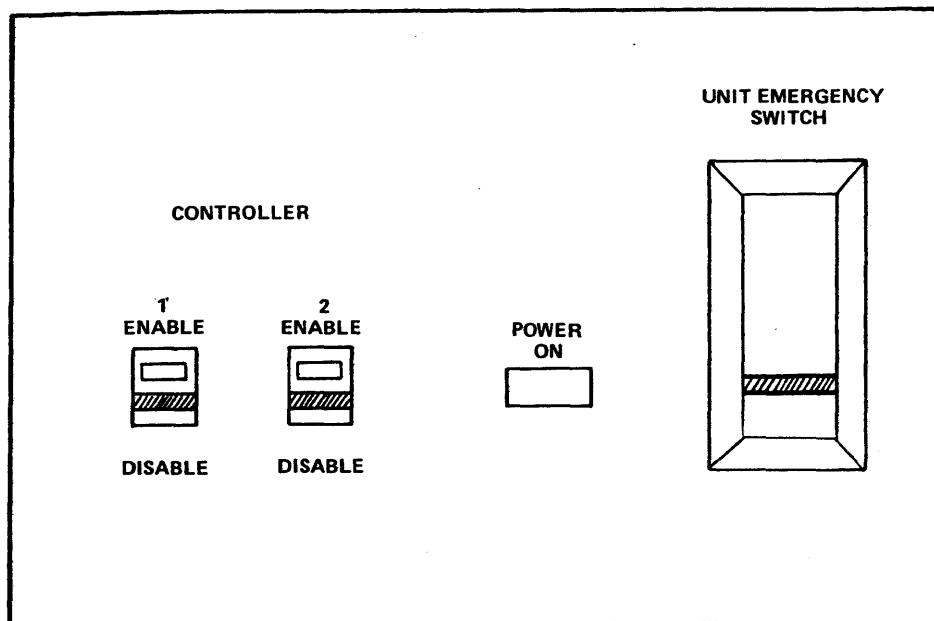 UNIT EMERGENCY
SWITCH
CONTROLLER
1
ENABLE
2
ENABLE
POWER
ON
DISABLE
DISABLE